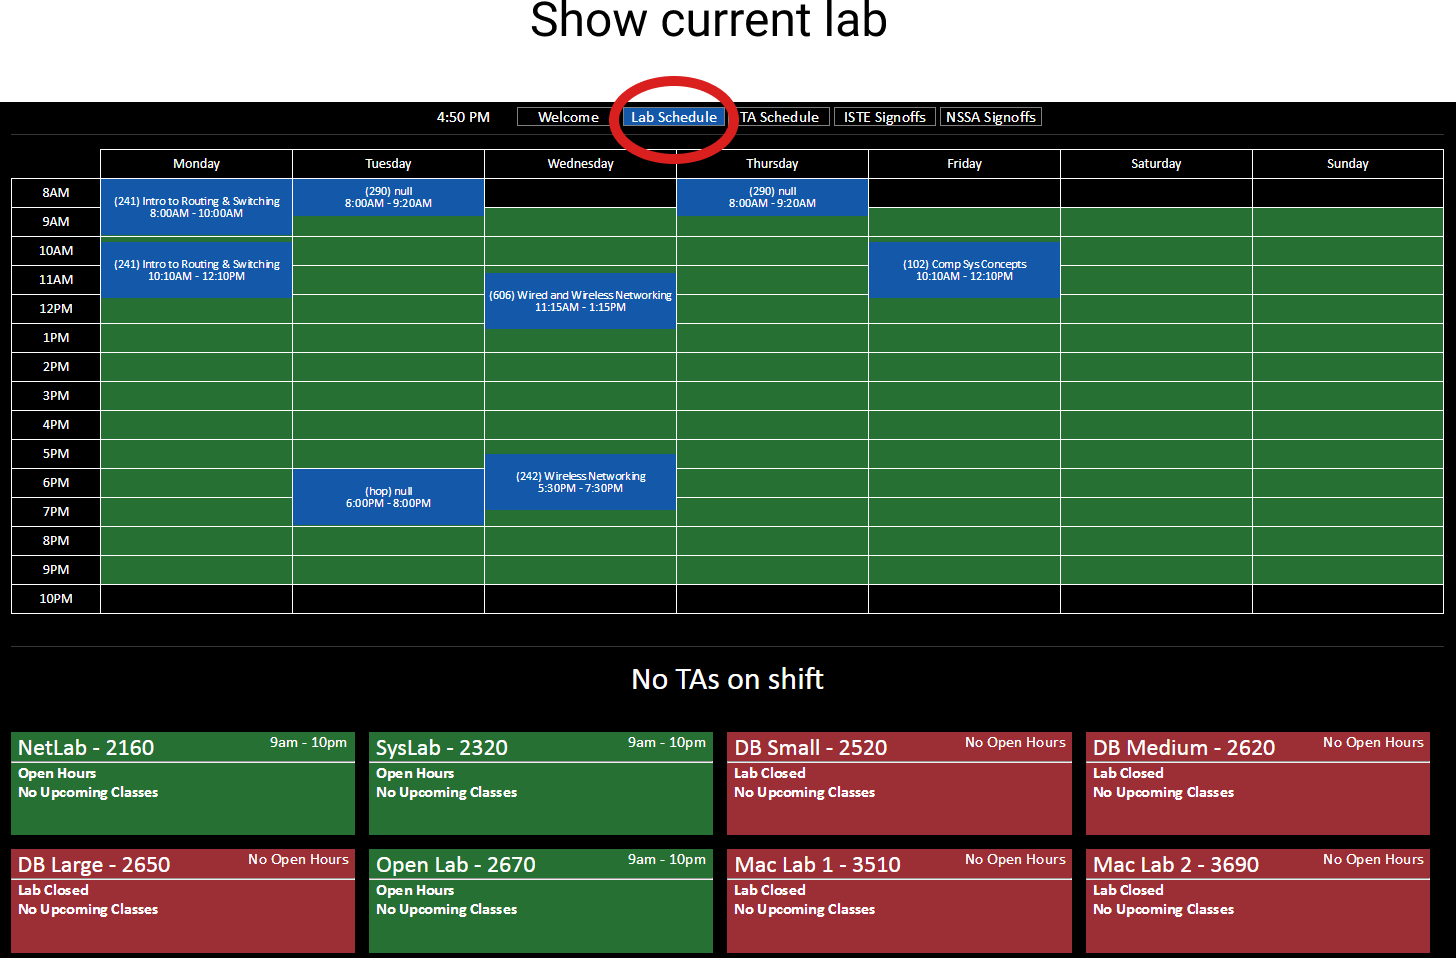 Show current lab
4:50 PM Welcome Lab Schedule TA Schedule ISTE Signoffs NSSA Signoffs
Monday Tuesday Wednesday Thursday Friday Saturday Sunday
8AM
(241) Intro to Routing & Switching
8:00AM - 10:00AM
(290) null
8:00AM - 9:20AM
(290) null
8:00AM - 9:20AM
9AM
10AM
(241) Intro to Routing & Switching
10:10AM - 12:10PM
(102) Comp Sys Concepts
10:10AM - 12:10PM
11AM
(606) Wired and Wireless Networking
11:15AM - 1:15PM
12PM
1PM
2PM
3PM
4PM
5PM
6PM
(hop) null
6:00PM - 8:00PM
(242) Wireless Networking
5:30PM - 7:30PM
7PM
8PM
9PM
10PM
No TAs on shift
NetLab - 2160 9am - 10pm
Open Hours
No Upcoming Classes
SysLab - 2320 9am - 10pm
Open Hours
No Upcoming Classes
DB Small - 2520 No Open Hours
Lab Closed
No Upcoming Classes
DB Medium - 2620 No Open Hours
Lab Closed
No Upcoming Classes
DB Large - 2650 No Open Hours
Lab Closed
No Upcoming Classes
Open Lab - 2670 9am - 10pm
Open Hours
No Upcoming Classes
Mac Lab 1 - 3510 No Open Hours
Lab Closed
No Upcoming Classes
Mac Lab 2 - 3690 No Open Hours
Lab Closed
No Upcoming Classes